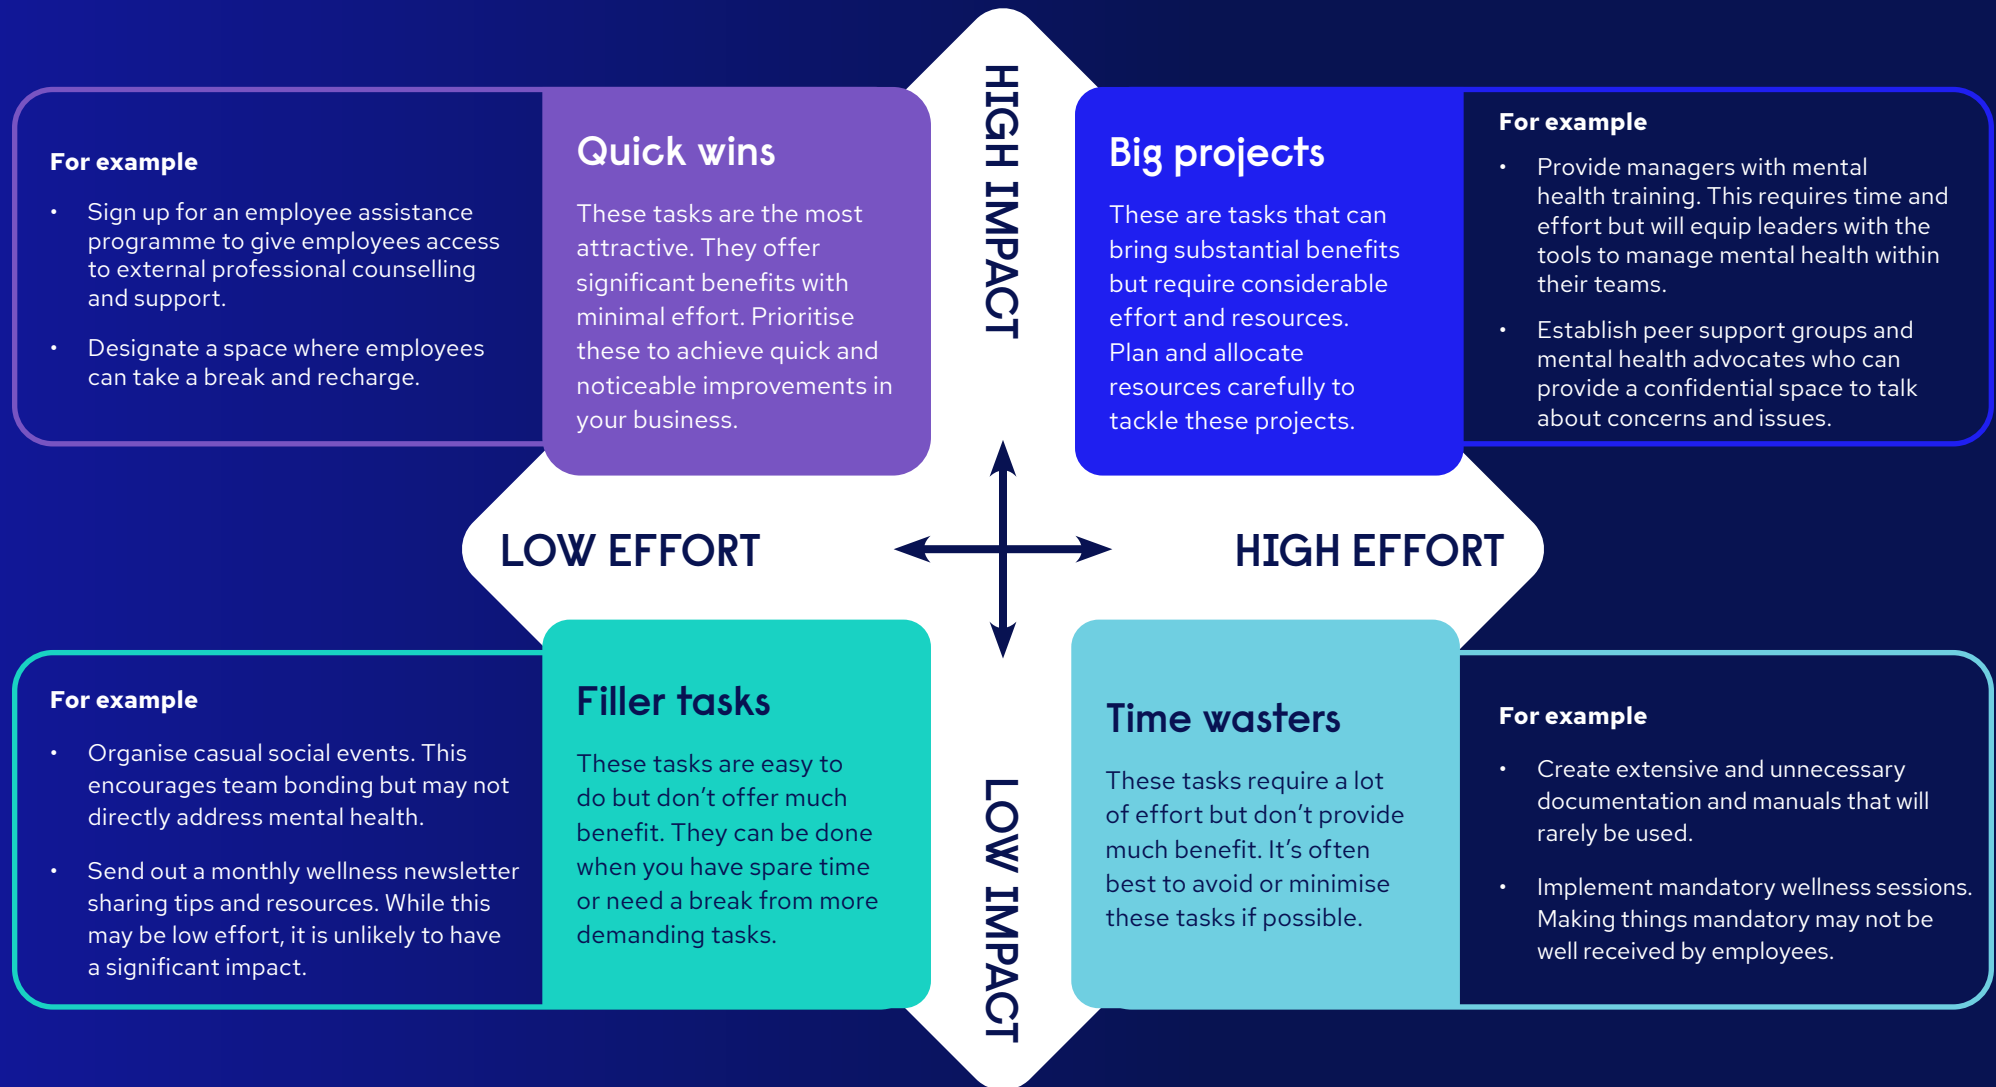 HIGH IMPACT
For example
• Sign up for an employee assistance
programme to give employees access
to external professional counselling
and support.
• Designate a space where employees
can take a break and recharge.
Quick wins
These tasks are the most
attractive. They offer
significant benefits with
minimal effort. Prioritise
these to achieve quick and
noticeable improvements in
your business.
Big projects
These are tasks that can
bring substantial benefits
but require considerable
effort and resources.
Plan and allocate
resources carefully to
tackle these projects.
For example
• Provide managers with mental
health training. This requires time and
effort but will equip leaders with the
tools to manage mental health within
their teams.
• Establish peer support groups and
mental health advocates who can
provide a confidential space to talk
about concerns and issues.
LOW EFFORT
HIGH EFFORT
For example
• Organise casual social events. This
encourages team bonding but may not
directly address mental health.
• Send out a monthly wellness newsletter
sharing tips and resources. While this
may be low effort, it is unlikely to have
a significant impact.
Filler tasks
These tasks are easy to
do but don’t offer much
benefit. They can be done
when you have spare time
or need a break from more
demanding tasks.
Time wasters
These tasks require a lot
of effort but don’t provide
much benefit. It’s often
best to avoid or minimise
these tasks if possible.
For example
• Create extensive and unnecessary
documentation and manuals that will
rarely be used.
• Implement mandatory wellness sessions.
Making things mandatory may not be
well received by employees.
LOW IMPACT